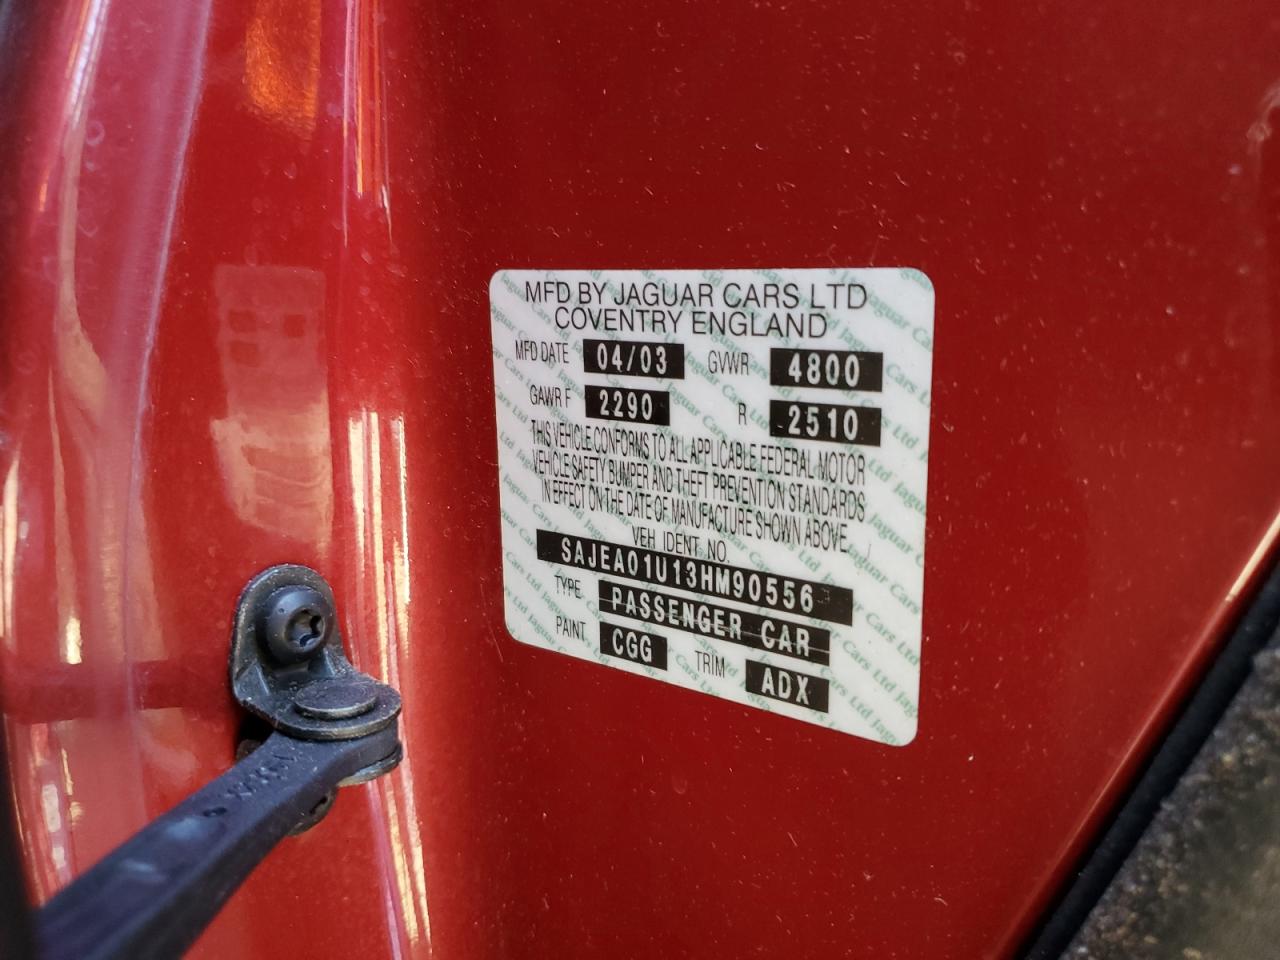 MFD BY JAGUAR CARS LTD
COVENTRY ENGLAND
MFD DATE 04/03 GVWR 4800
GAWR F 2290 R 2510
THIS VEHICLE CONFORMS TO ALL APPLICABLE FEDERAL MOTOR
VEHICLE SAFETY BUMPER AND THEFT PREVENTION STANDARDS
IN EFFECT ON THE DATE OF MANUFACTURE SHOWN ABOVE.
VEH IDENT NO.
SAJEA01U13HM90556
TYPE PASSENGER CAR
PAINT CGG TRIM ADX